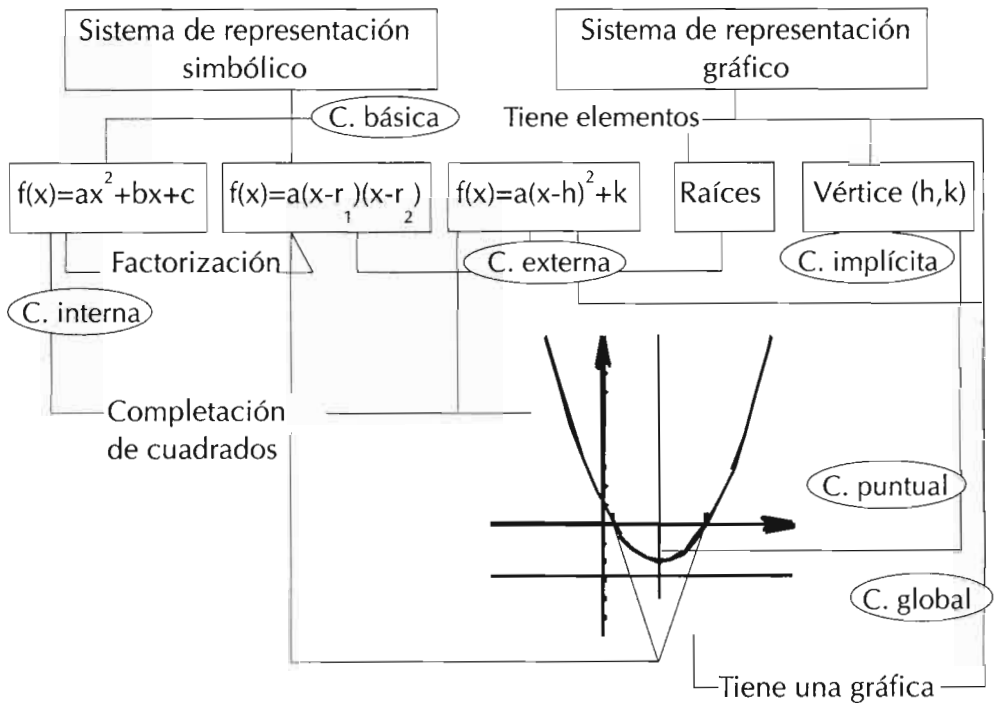 Sistema de representación
simbólico
Sistema de representación
gráfico
C. básica
Tiene elementos
f(x)=ax²+bx+c
f(x)=a(x-r₁)(x-r₂)
f(x)=a(x-h)²+k
Raíces
Vértice (h,k)
Factorización
C. externa
C. implícita
C. interna
Completación
de cuadrados
C. puntual
C. global
Tiene una gráfica